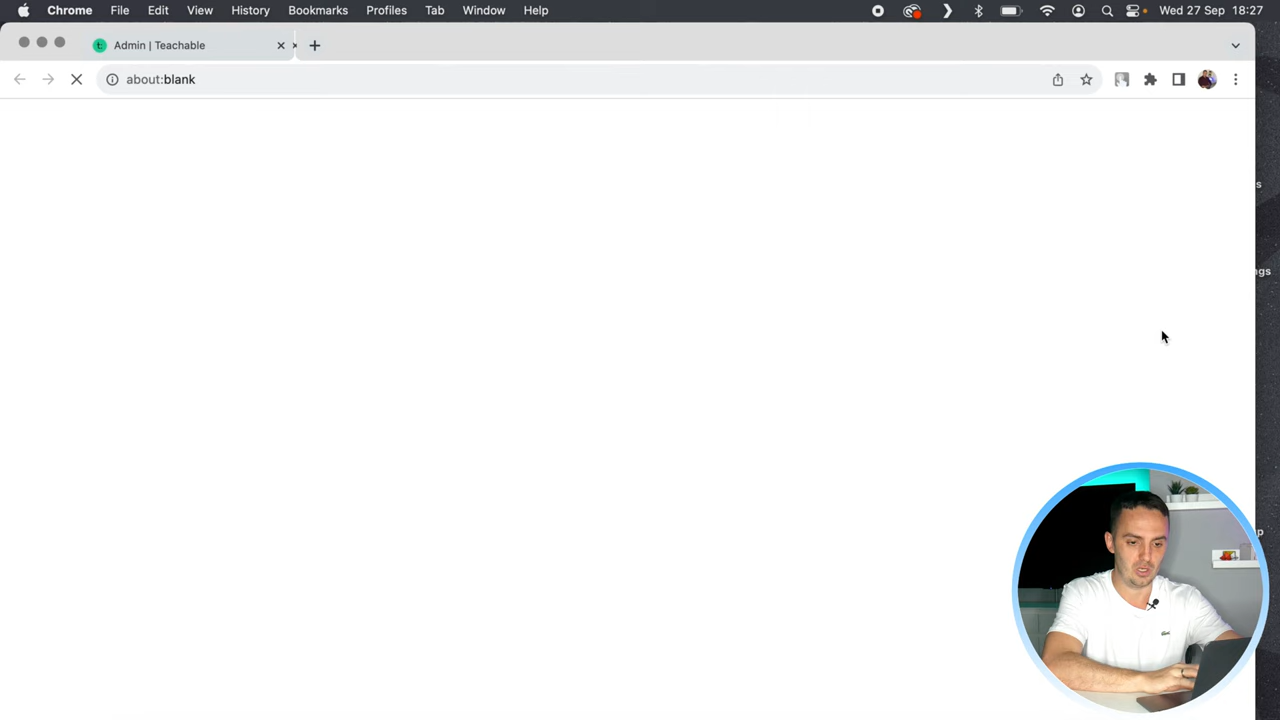 Chrome File Edit View History Bookmarks Profiles Tab Window Help Wed 27 Sep 18:27
Admin | Teachable
about:blank
s
ngs
p